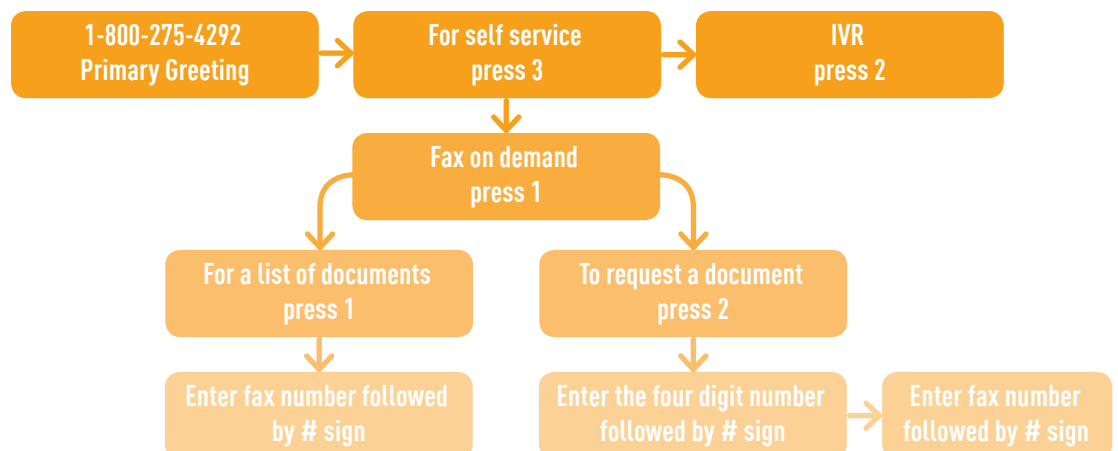 1-800-275-4292
Primary Greeting
For self service
press 3
IVR
press 2
Fax on demand
press 1
For a list of documents
press 1
To request a document
press 2
Enter fax number followed
by # sign
Enter the four digit number
followed by # sign
Enter fax number
followed by # sign